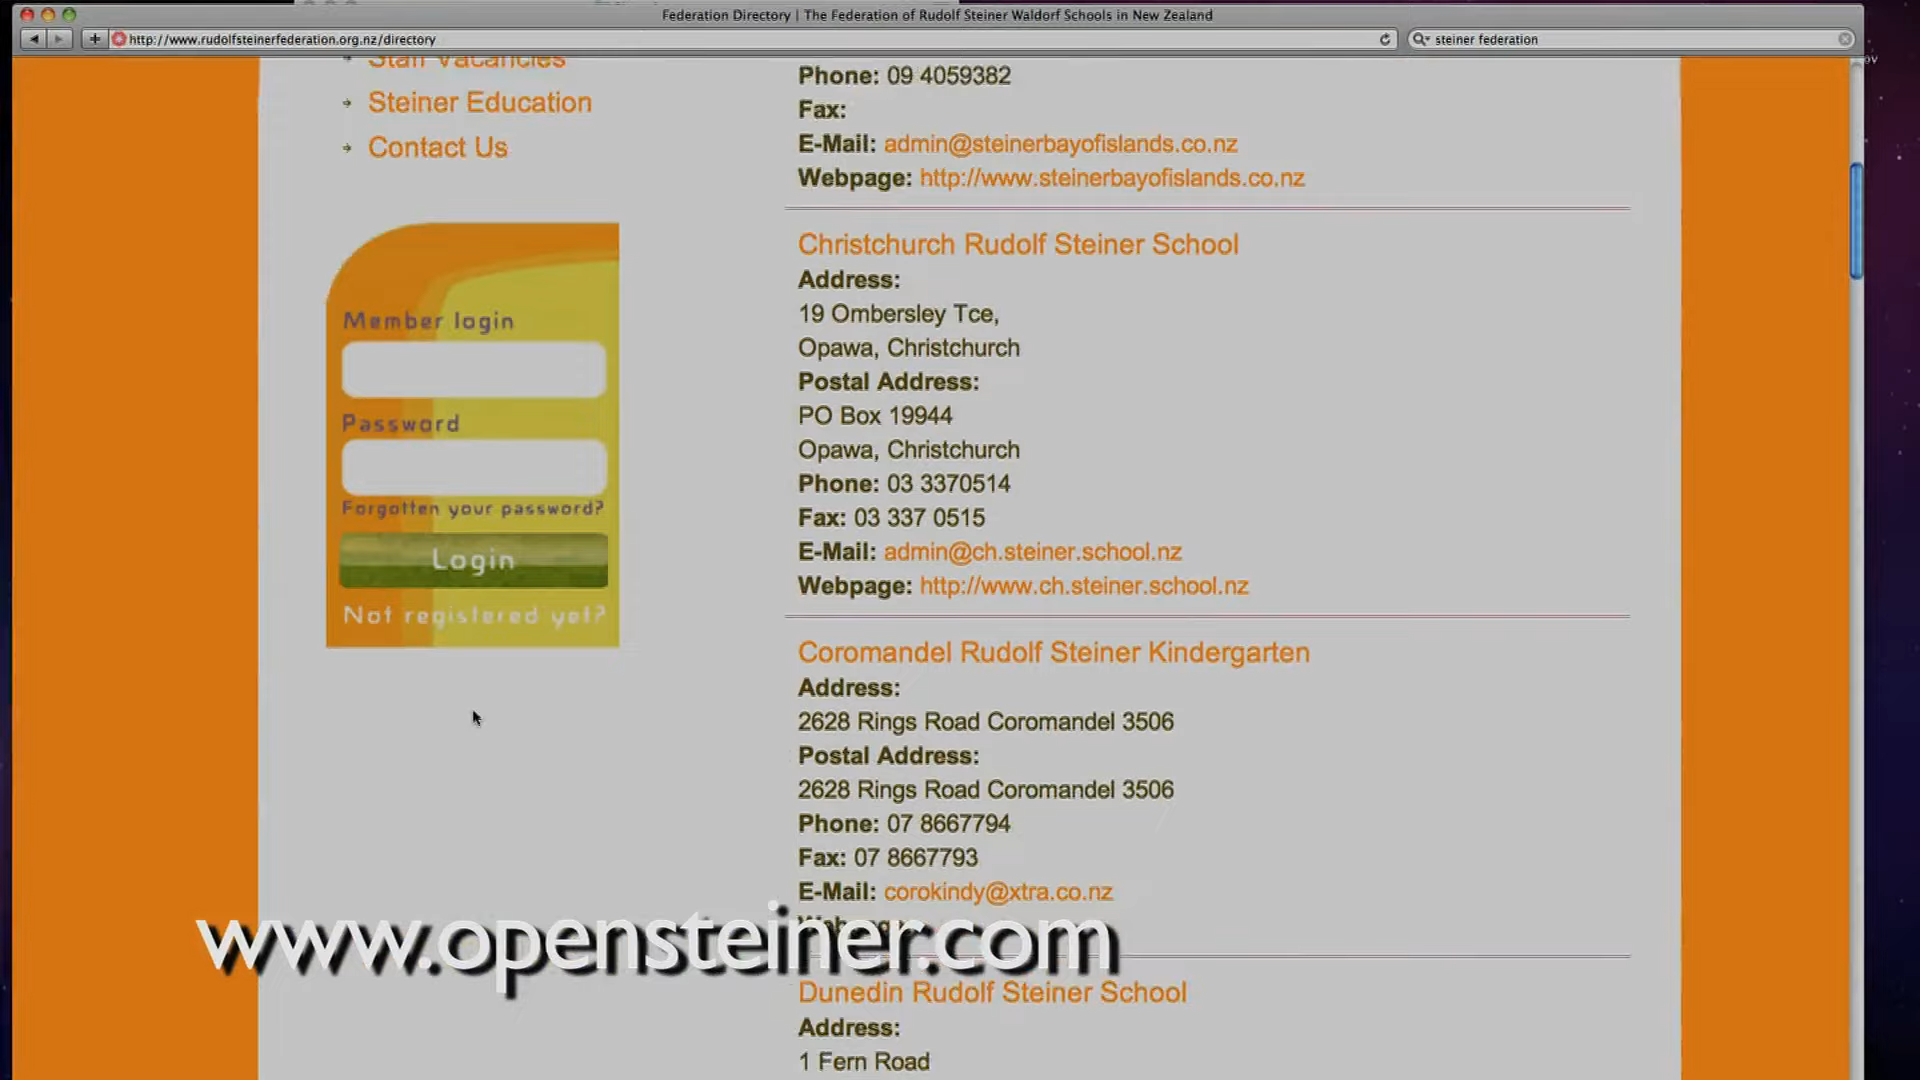 Federation Directory | The Federation of Rudolf Steiner Waldorf Schools in New Zealand
http://www.rudolfsteinerfederation.org.nz/directory
steiner federation
Staff Vacancies
Steiner Education
Contact Us
Member login
Password
Forgotten your password?
Login
Not registered yet?
Phone: 09 4059382
Fax:
E-Mail: admin@steinerbayofislands.co.nz
Webpage: http://www.steinerbayofislands.co.nz
Christchurch Rudolf Steiner School
Address:
19 Ombersley Tce,
Opawa, Christchurch
Postal Address:
PO Box 19944
Opawa, Christchurch
Phone: 03 3370514
Fax: 03 337 0515
E-Mail: admin@ch.steiner.school.nz
Webpage: http://www.ch.steiner.school.nz
Coromandel Rudolf Steiner Kindergarten
Address:
2628 Rings Road Coromandel 3506
Postal Address:
2628 Rings Road Coromandel 3506
Phone: 07 8667794
Fax: 07 8667793
E-Mail: corokindy@xtra.co.nz
www.opensteiner.com
Dunedin Rudolf Steiner School
Address:
1 Fern Road